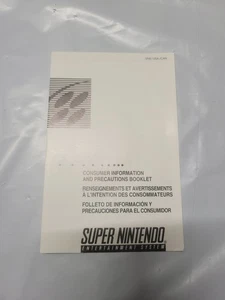 CONSUMER INFORMATION
AND PRECAUTIONS BOOKLET
RENSEIGNEMENTS ET AVERTISSEMENTS
À L'INTENTION DES CONSOMMATEURS
FOLLETO DE INFORMACION Y
PRECAUCIONES PARA EL CONSUMIDOR
SUPER NINTENDO
ENTERTAINMENT SYSTEM